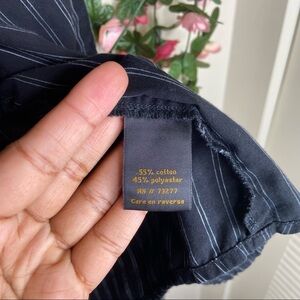 55% cotton
45% polyester
RN # 73277
Care on reverse